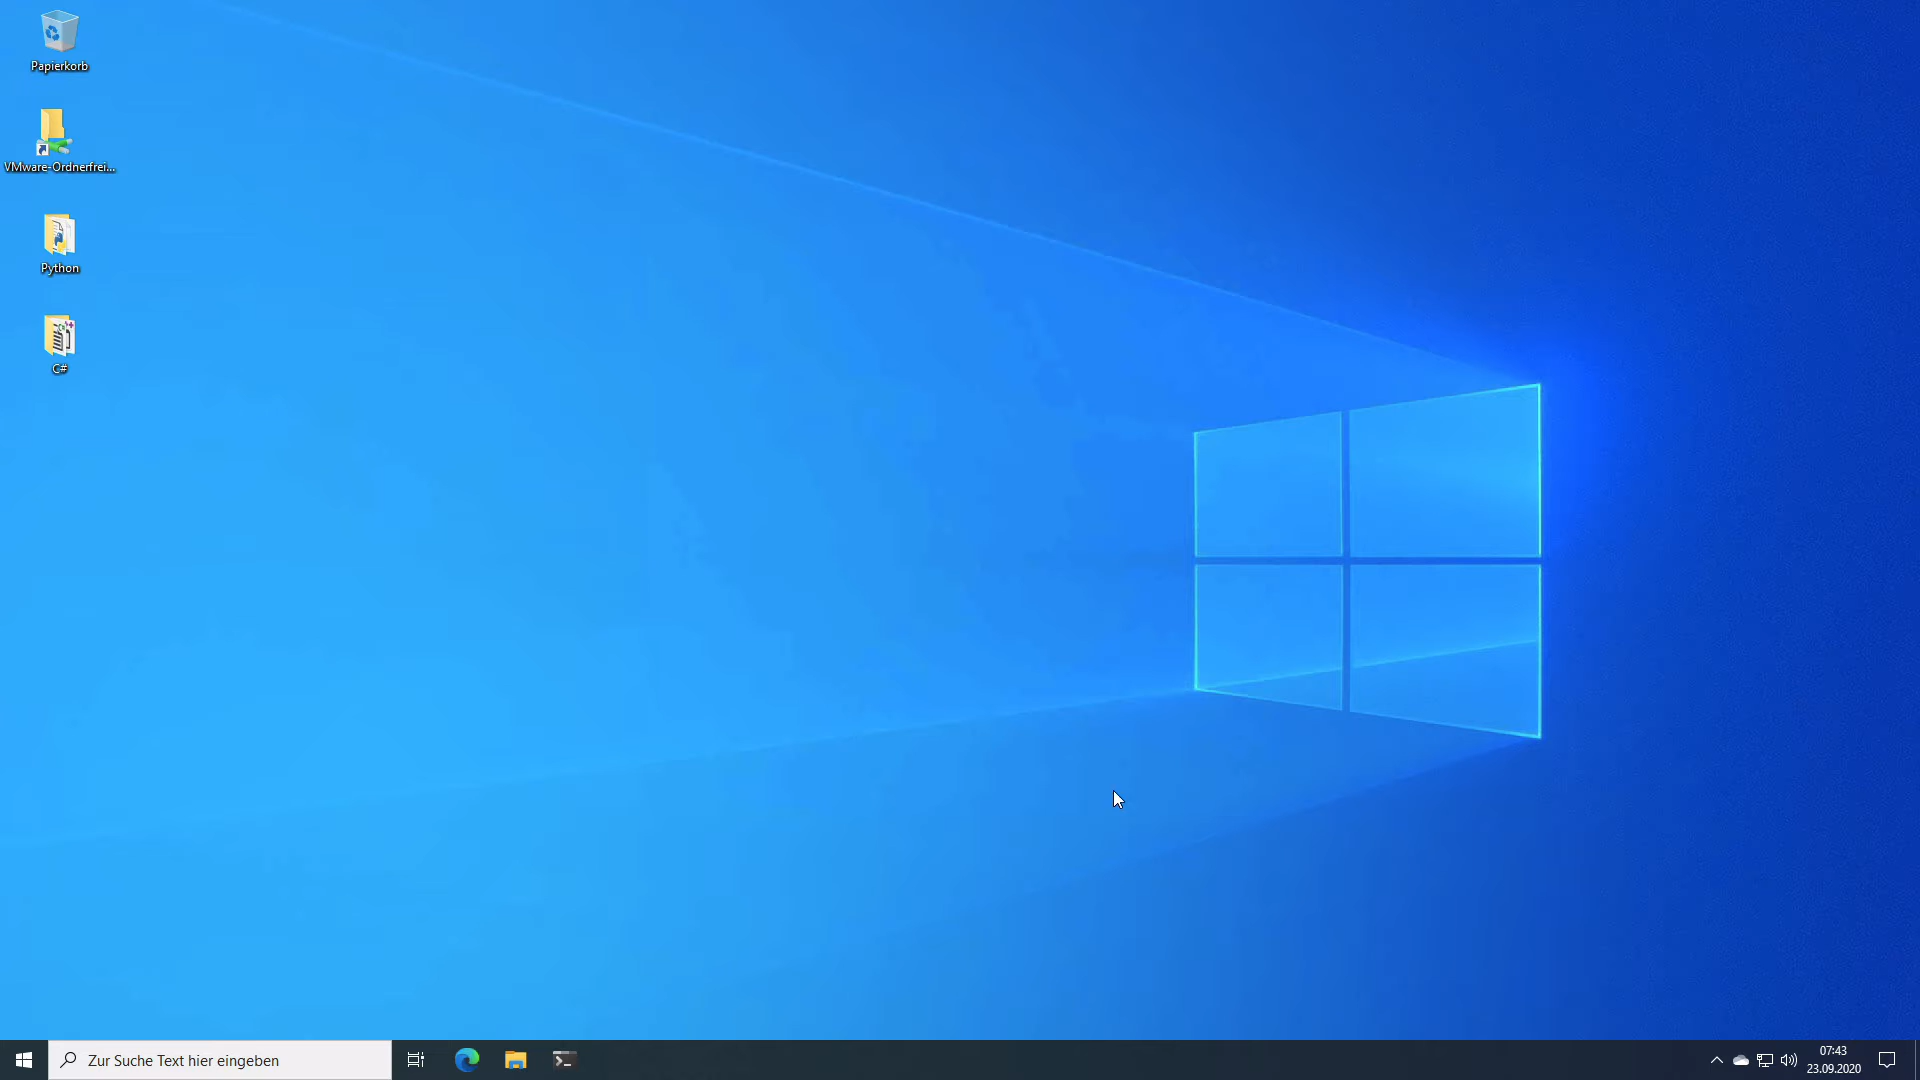 Papierkorb
VMware-Ordnerfrei...
Python
C#
Zur Suche Text hier eingeben
07:43
23.09.2020